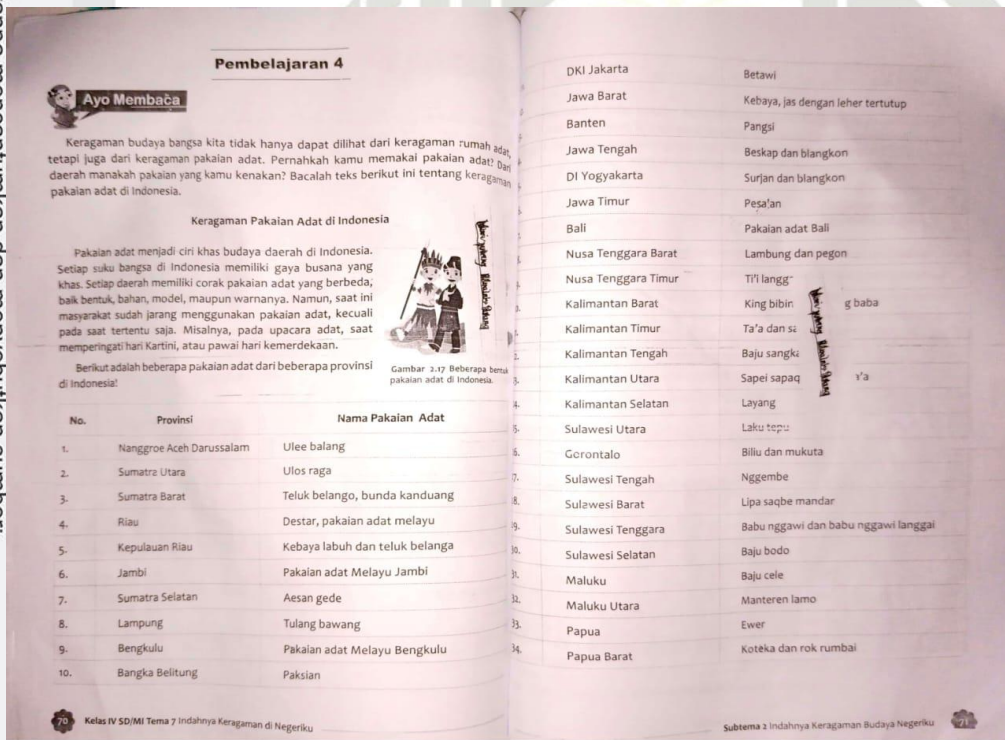 Pembelajaran 4
Ayo Membaca
Keragaman budaya bangsa kita tidak hanya dapat dilihat dari keragaman rumah adat,
tetapi juga dari keragaman pakaian adat. Pernahkah kamu memakai pakaian adat? Dari
daerah manakah pakaian yang kamu kenakan? Bacalah teks berikut ini tentang keragaman
pakaian adat di Indonesia.
Keragaman Pakaian Adat di Indonesia
Pakaian adat menjadi ciri khas budaya daerah di Indonesia.
Setiap suku bangsa di Indonesia memiliki gaya busana yang
khas. Setiap daerah memiliki corak pakaian adat yang berbeda,
baik bentuk, bahan, model, maupun warnanya. Namun, saat ini
masyarakat sudah jarang menggunakan pakaian adat, kecuali
pada saat tertentu saja. Misalnya, pada upacara adat, saat
memperingati hari Kartini, atau pawai hari kemerdekaan.
Berikut adalah beberapa pakaian adat dari beberapa provinsi
di Indonesia!
Gambar 2.17 Beberapa bentuk
pakaian adat di Indonesia.
No. Provinsi Nama Pakaian Adat
1. Nanggroe Aceh Darussalam Ulee balang
2. Sumatra Utara Ulos raga
3. Sumatra Barat Teluk belango, bunda kanduang
4. Riau Destar, pakaian adat melayu
5. Kepulauan Riau Kebaya labuh dan teluk belanga
6. Jambi Pakaian adat Melayu Jambi
7. Sumatra Selatan Aesan gede
8. Lampung Tulang bawang
9. Bengkulu Pakaian adat Melayu Bengkulu
10. Bangka Belitung Paksian
70 Kelas IV SD/MI Tema 7 Indahnya Keragaman di Negeriku
DKI Jakarta Betawi
Jawa Barat Kebaya, jas dengan leher tertutup
Banten Pangsi
Jawa Tengah Beskap dan blangkon
DI Yogyakarta Surjan dan blangkon
Jawa Timur Pesa'an
Bali Pakaian adat Bali
Nusa Tenggara Barat Lambung dan pegon
Nusa Tenggara Timur Ti'i
Kalimantan Barat King baba
Kalimantan Timur Ta'a dan
Kalimantan Tengah Baju
Kalimantan Utara Sapei sapaq
Kalimantan Selatan Layang
Sulawesi Utara Laku tepu
Gorontalo Biliu dan mukuta
Sulawesi Tengah Nggembe
Sulawesi Barat Lipa saqbe mandar
Sulawesi Tenggara Babu nggawi dan babu nggawi langgai
30. Sulawesi Selatan Baju bodo
31. Maluku Baju cele
32. Maluku Utara Manteren lamo
33. Papua Ewer
34. Papua Barat Koteka dan rok rumbai
Subtema 2 Indahnya Keragaman Budaya Negeriku 71